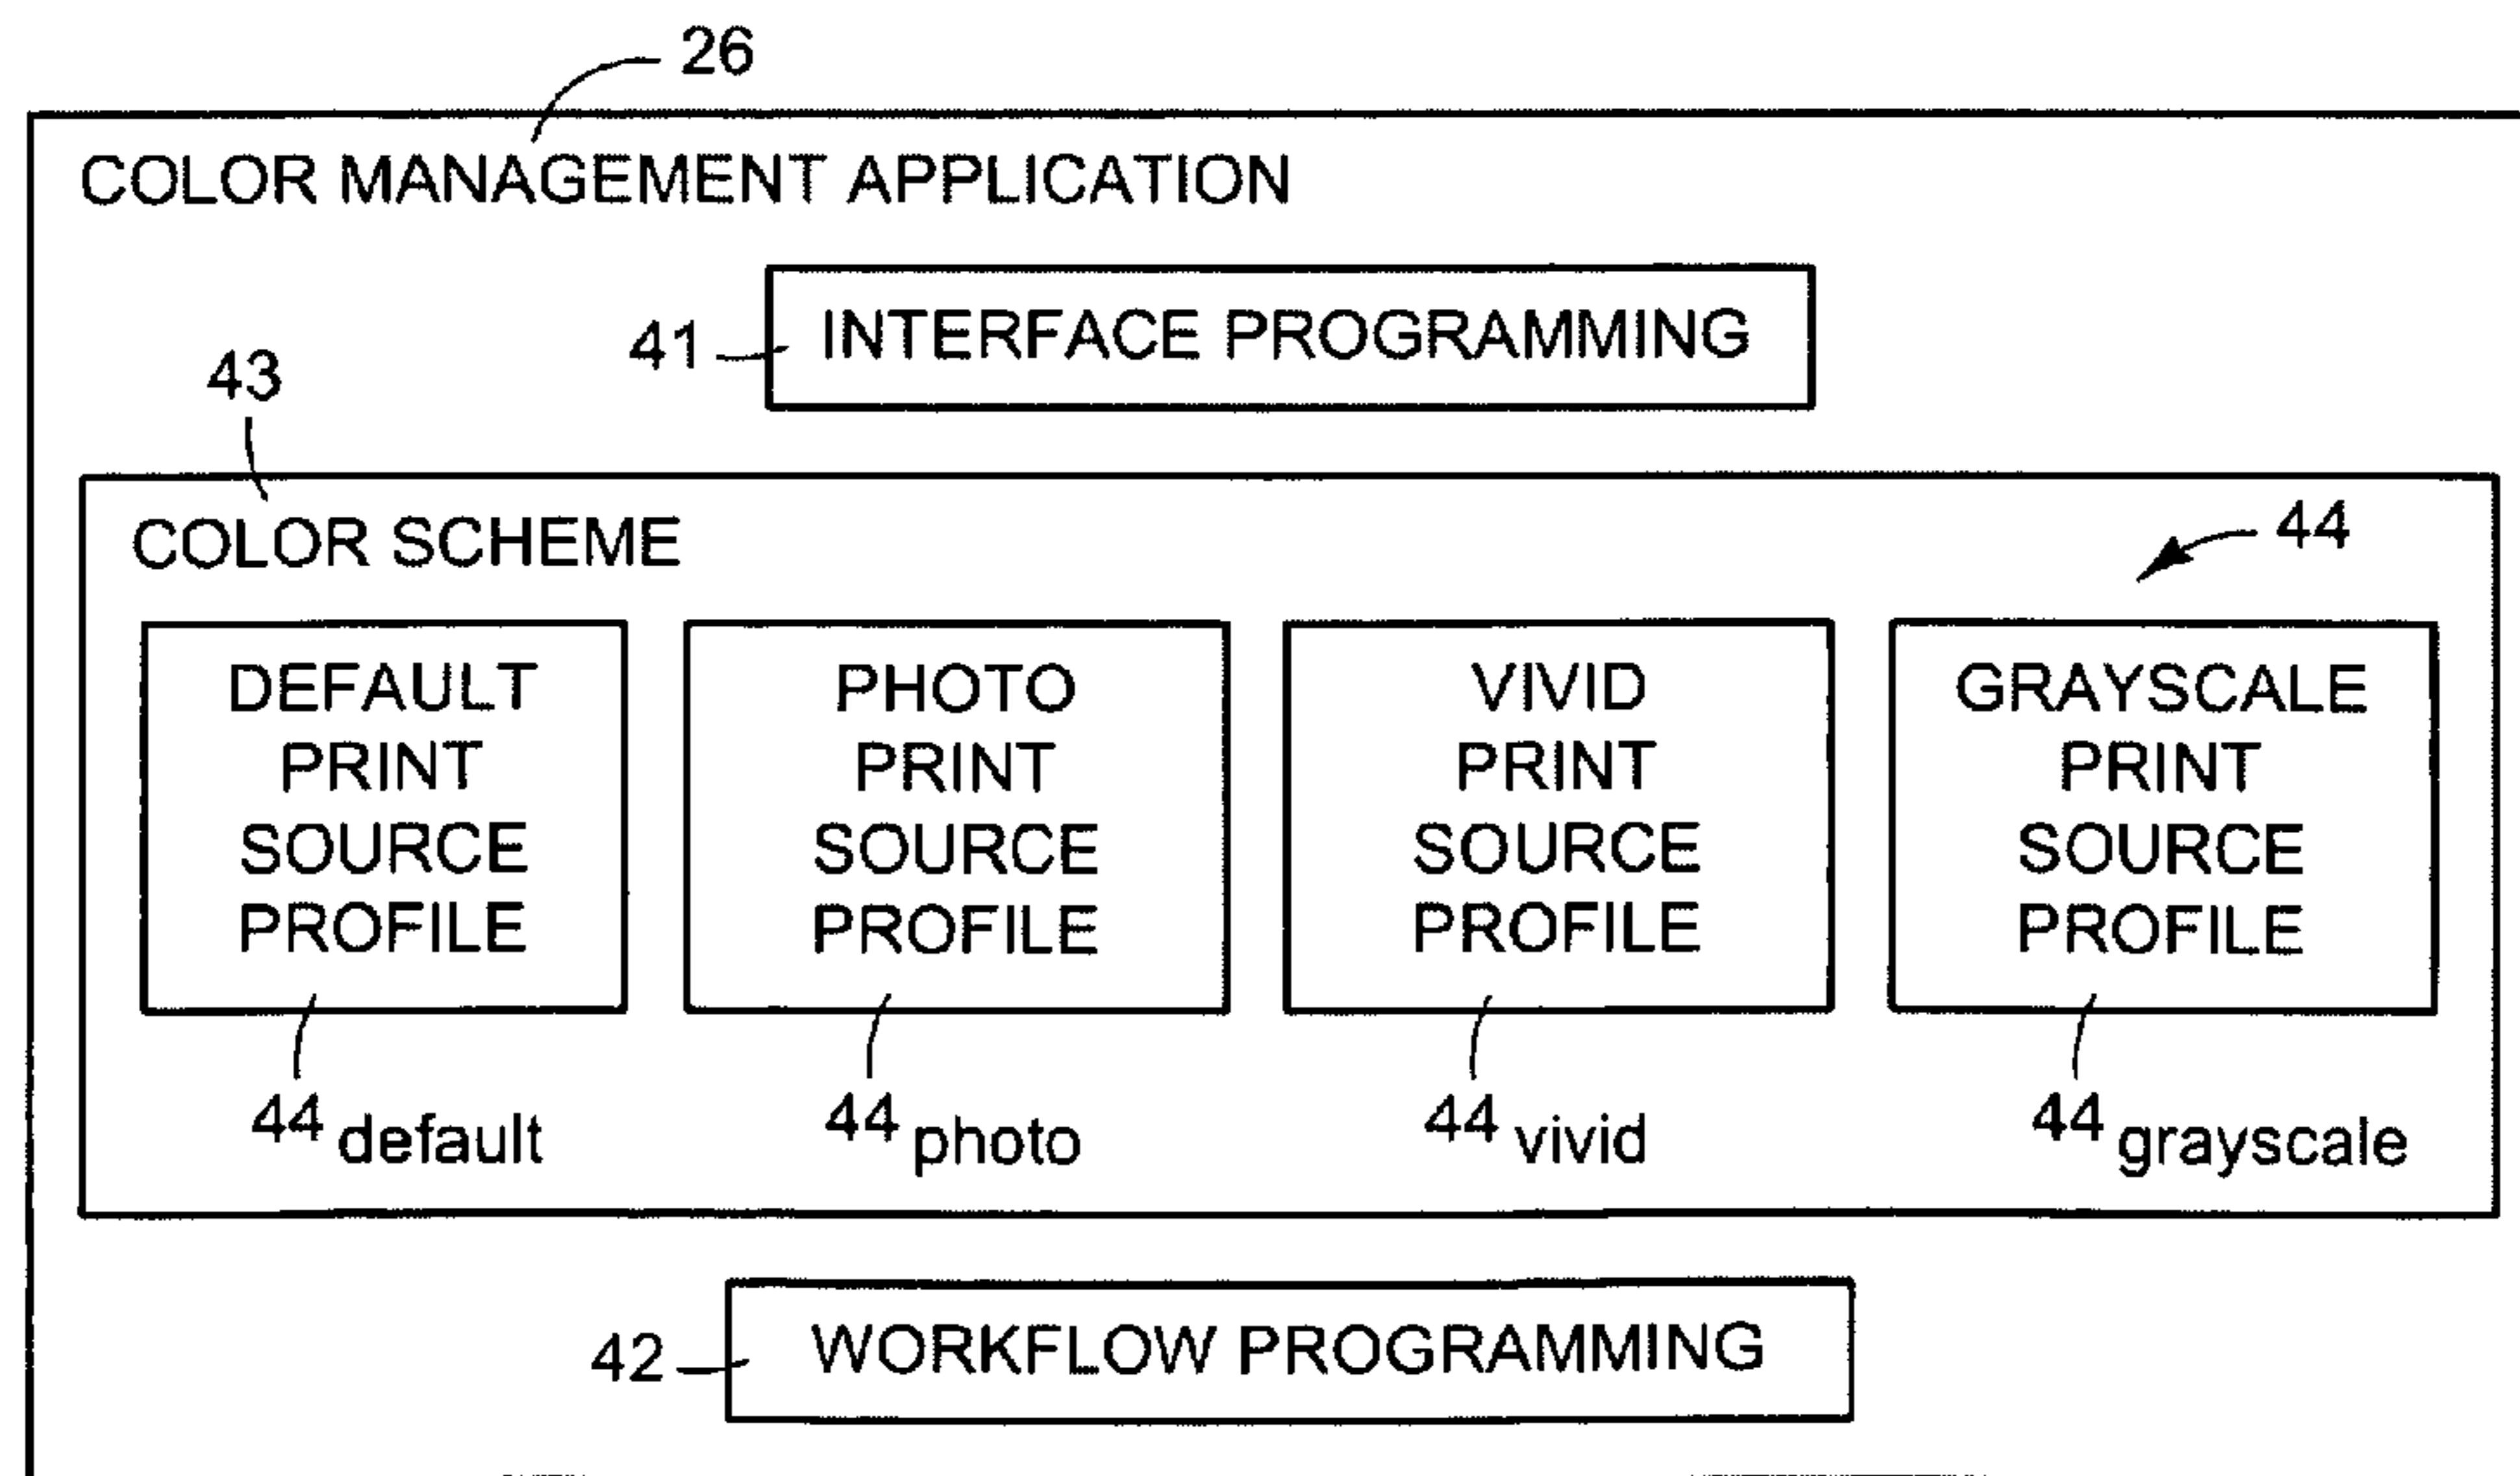 26
COLOR MANAGEMENT APPLICATION
41
INTERFACE PROGRAMMING
43
COLOR SCHEME
44
DEFAULT
PRINT
SOURCE
PROFILE
PHOTO
PRINT
SOURCE
PROFILE
VIVID
PRINT
SOURCE
PROFILE
GRAYSCALE
PRINT
SOURCE
PROFILE
44 default
44 photo
44 vivid
44 grayscale
42
WORKFLOW PROGRAMMING